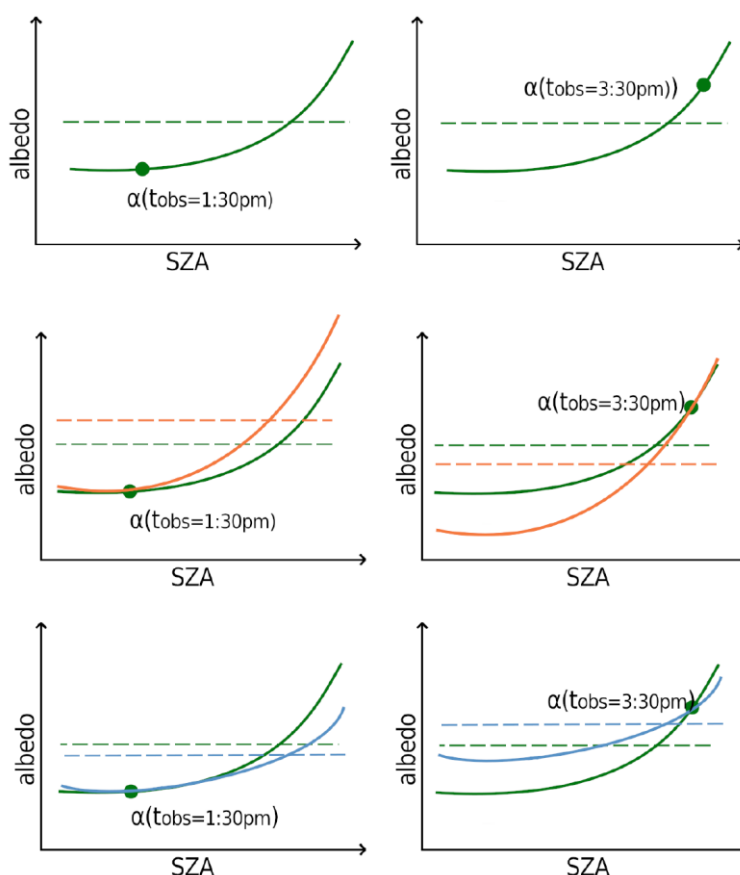 albedo
α(tobs=1:30pm)
SZA
albedo
α(tobs=3:30pm))
SZA
albedo
α(tobs=1:30pm)
SZA
albedo
α(tobs=3:30pm)
SZA
albedo
α(tobs=1:30pm)
SZA
albedo
α(tobs=3:30pm)
SZA